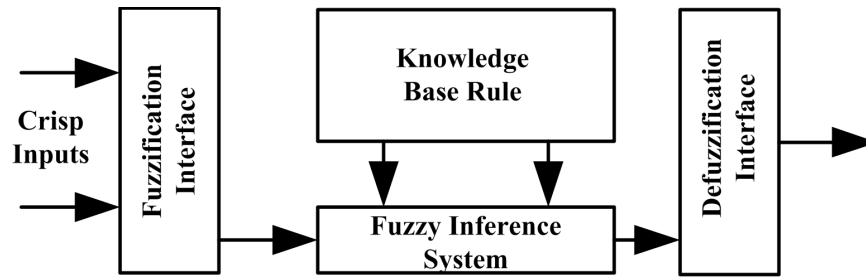 Crisp
Inputs
Fuzzification
Interface
Knowledge
Base Rule
Fuzzy Inference
System
Defuzzification
Interface